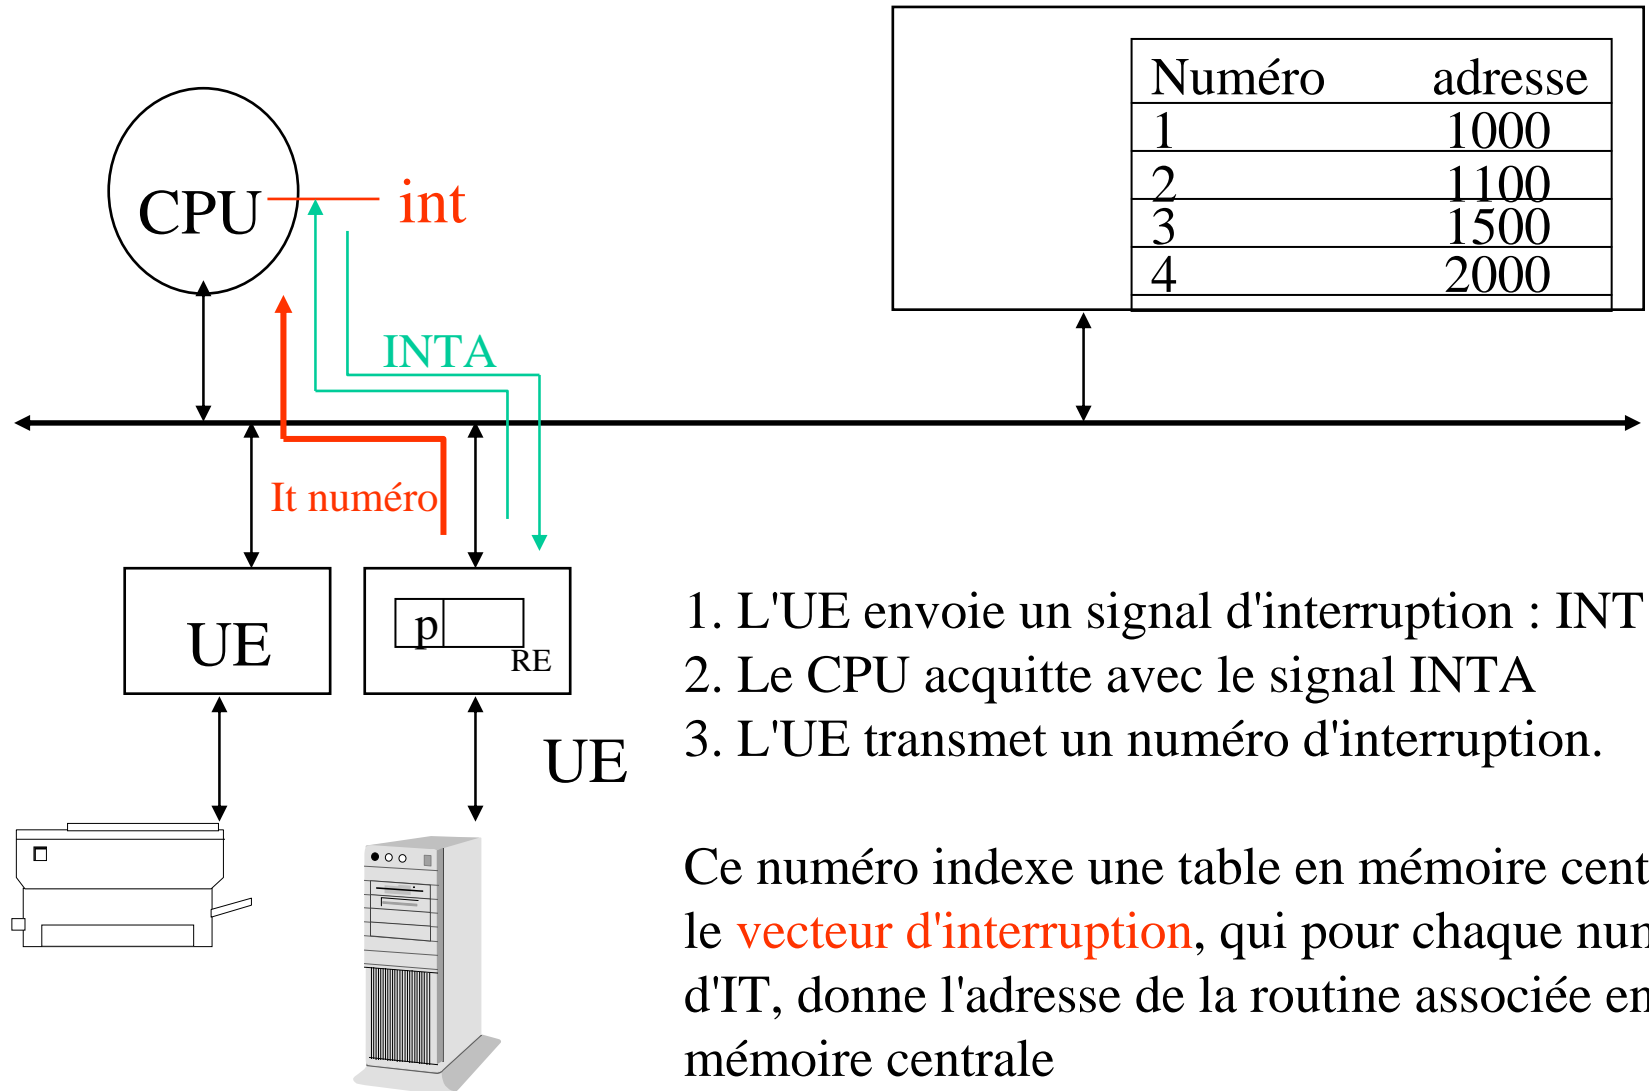 Numéro adresse
1 1000
2 1100
3 1500
4 2000
CPU
int
INTA
It numéro
UE
p
RE
UE
1. L'UE envoie un signal d'interruption : INT
2. Le CPU acquitte avec le signal INTA
3. L'UE transmet un numéro d'interruption.
Ce numéro indexe une table en mémoire cent
le vecteur d'interruption, qui pour chaque
d'IT, donne l'adresse de la routine associée en
mémoire centrale